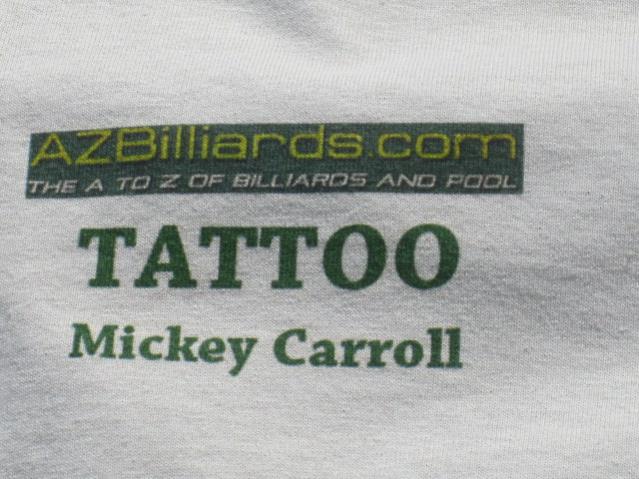 AZBilliards.com
THE A TO Z OF BILLIARDS AND POOL
TATTOO
Mickey Carroll